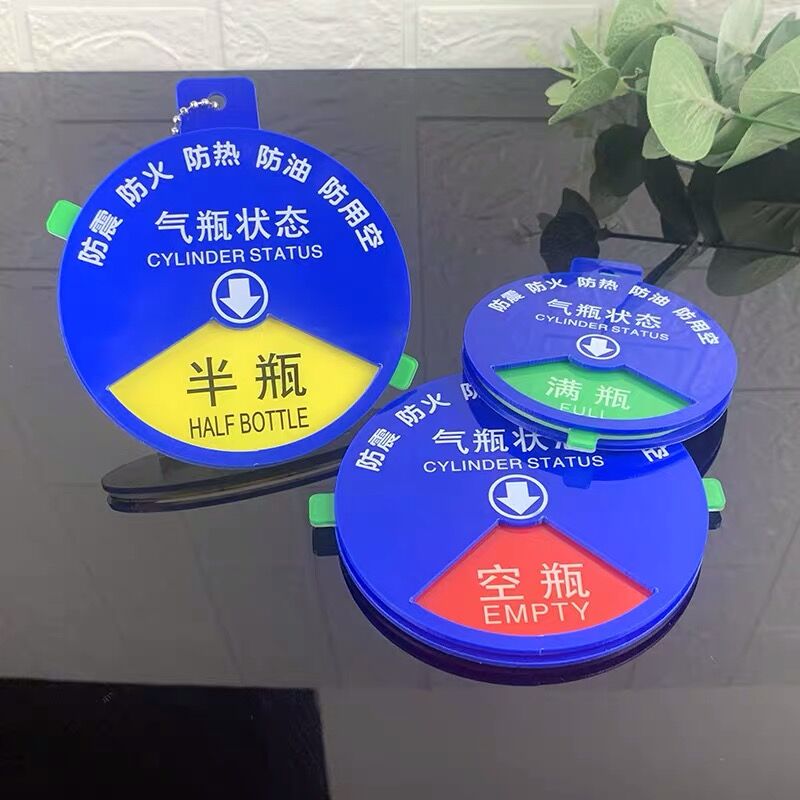 防震 防火 防热 防油 防用空
气瓶状态
CYLINDER STATUS
半瓶
HALF BOTTLE
防震 防火 防热 防油 防用空
气瓶状态
CYLINDER STATUS
满瓶
FULL
防震 防火
气瓶状态
CYLINDER STATUS
空瓶
EMPTY